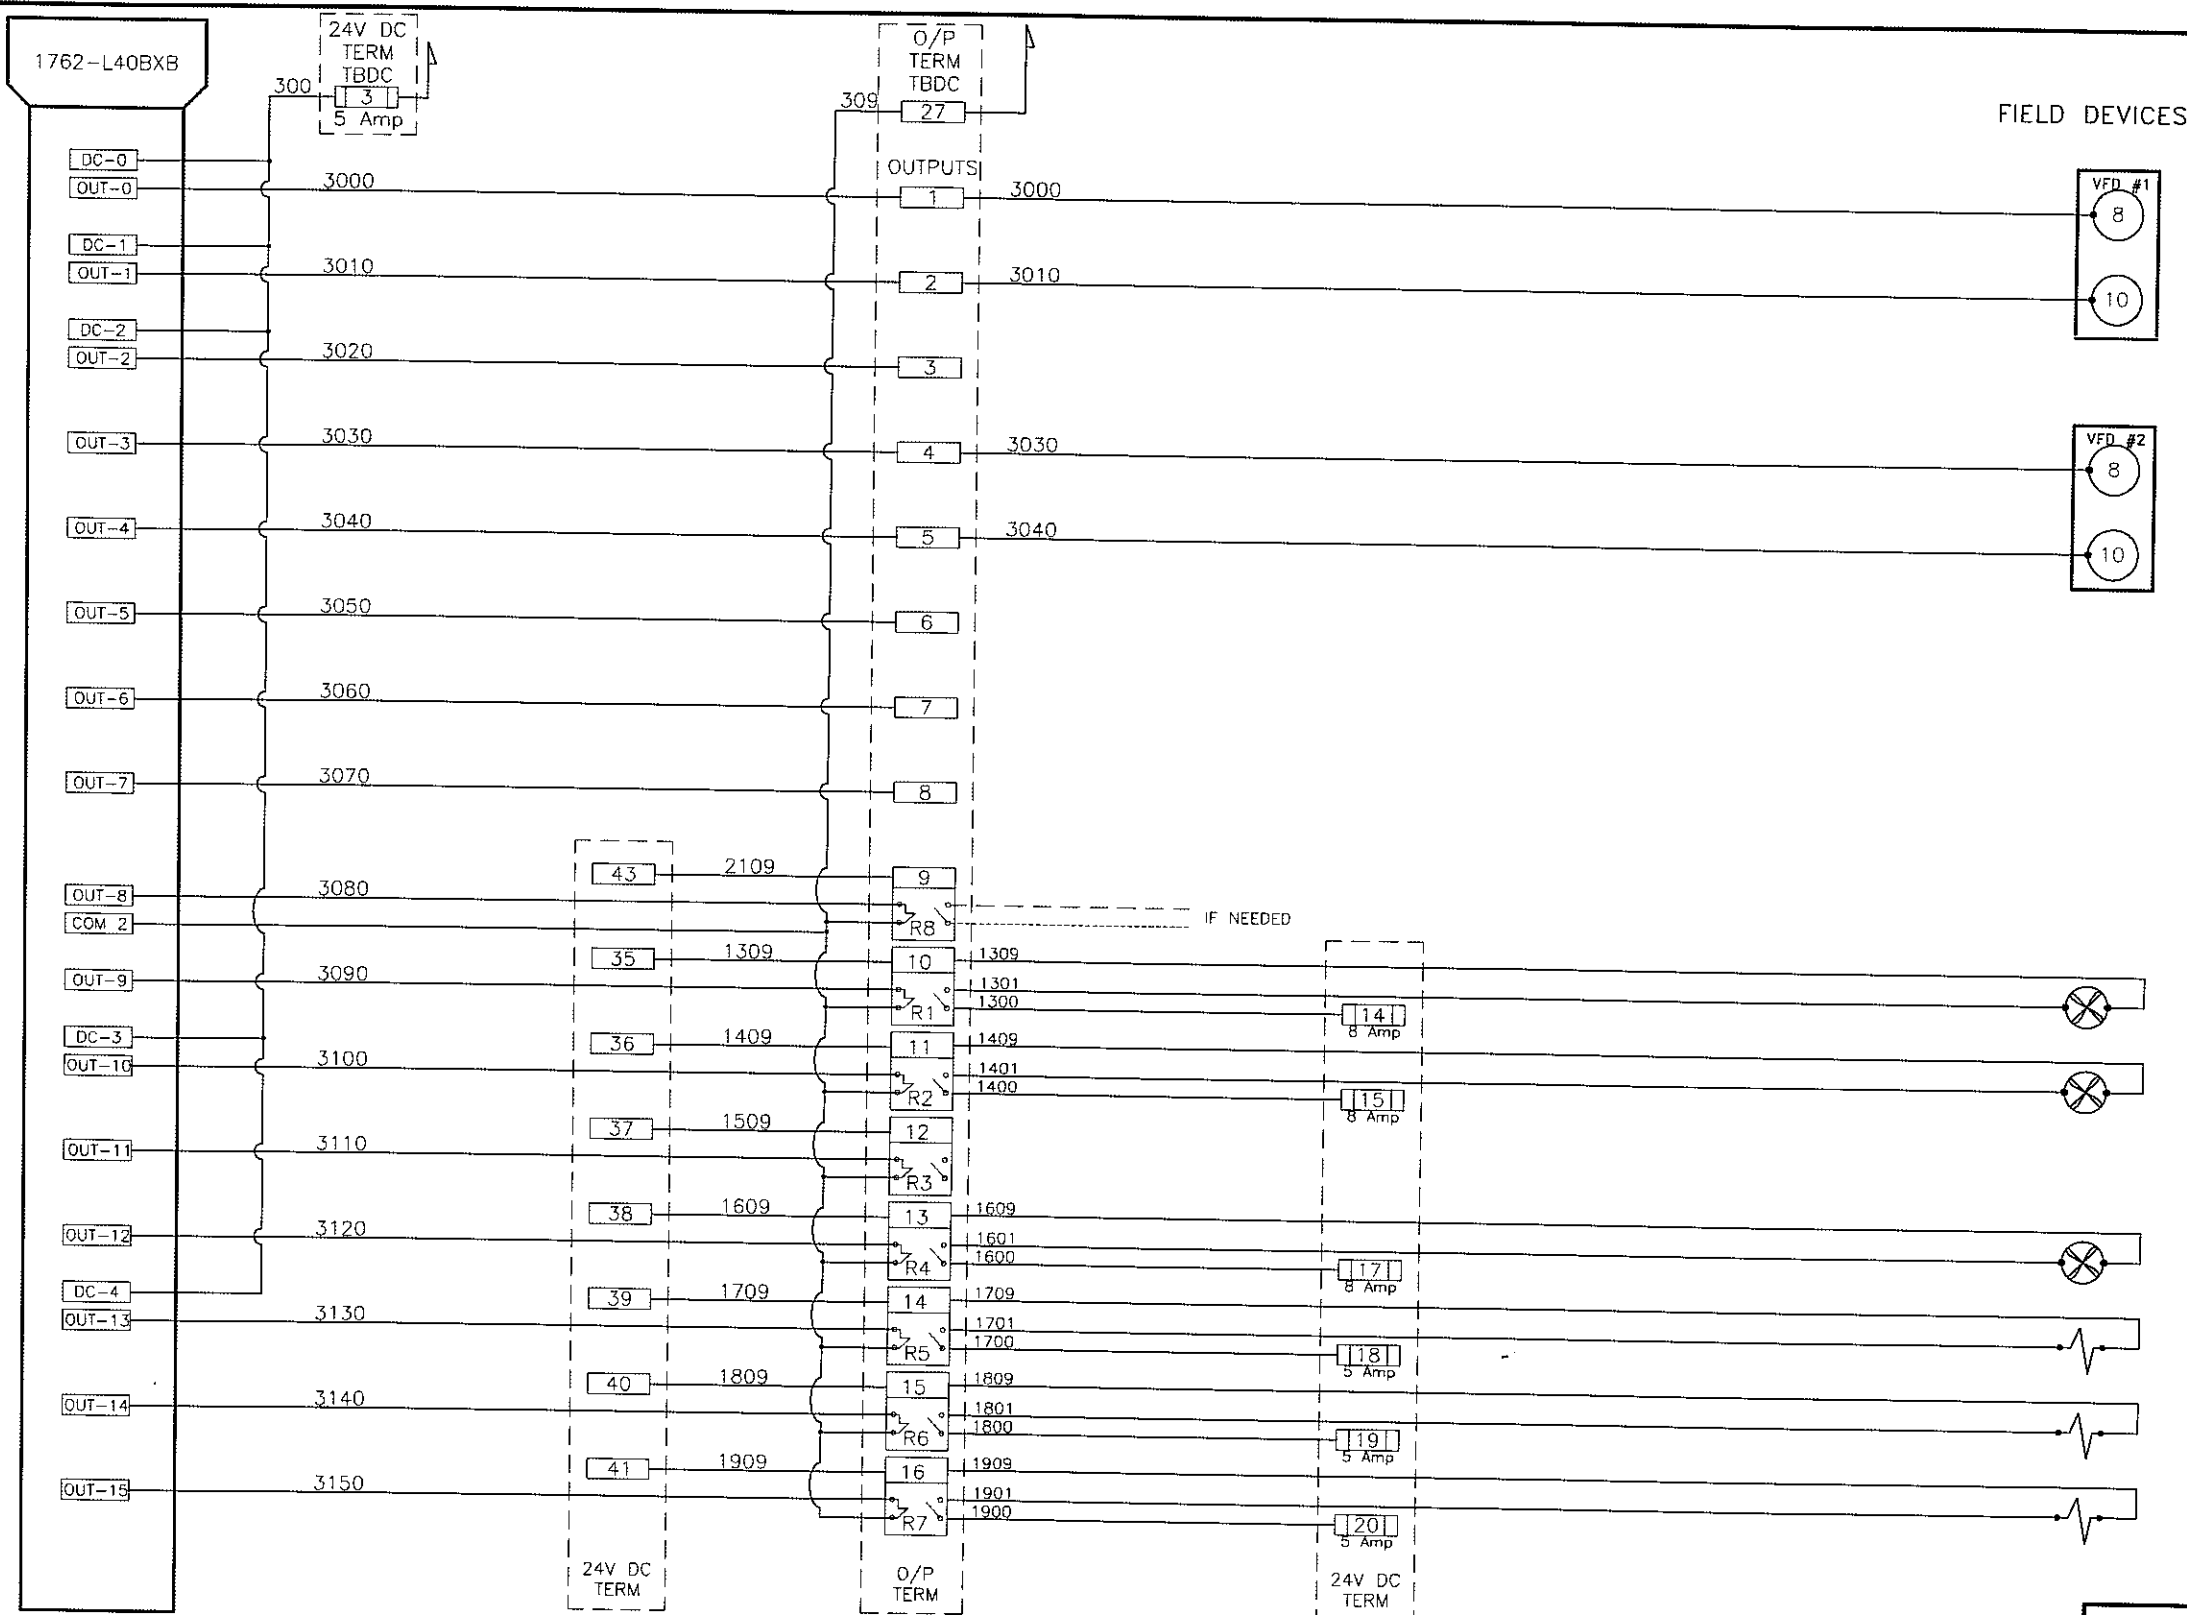 1762-L40BXB
24V DC
TERM
TBDC
300
3
5 Amp
O/P
TERM
TBDC
309
27
FIELD DEVICES
DC-0
OUTPUTS
OUT-0
3000
1
3000
VFD #1
8
DC-1
OUT-1
3010
2
3010
10
DC-2
OUT-2
3020
3
OUT-3
3030
4
3030
VFD #2
8
OUT-4
3040
5
3040
10
OUT-5
3050
6
OUT-6
3060
7
OUT-7
3070
8
43
2109
9
OUT-8
3080
COM 2
R8
IF NEEDED
35
1309
10
1309
OUT-9
3090
1301
R1
1300
14
8 Amp
DC-3
36
1409
11
1409
OUT-10
3100
1401
R2
1400
15
8 Amp
37
1509
12
OUT-11
3110
R3
38
1609
13
1609
OUT-12
3120
1601
R4
1600
17
8 Amp
DC-4
39
1709
14
1709
OUT-13
3130
1701
R5
1700
18
5 Amp
40
1809
15
1809
OUT-14
3140
1801
R6
1800
19
5 Amp
41
1909
16
1909
OUT-15
3150
1901
R7
1900
20
5 Amp
24V DC
TERM
O/P
TERM
24V DC
TERM